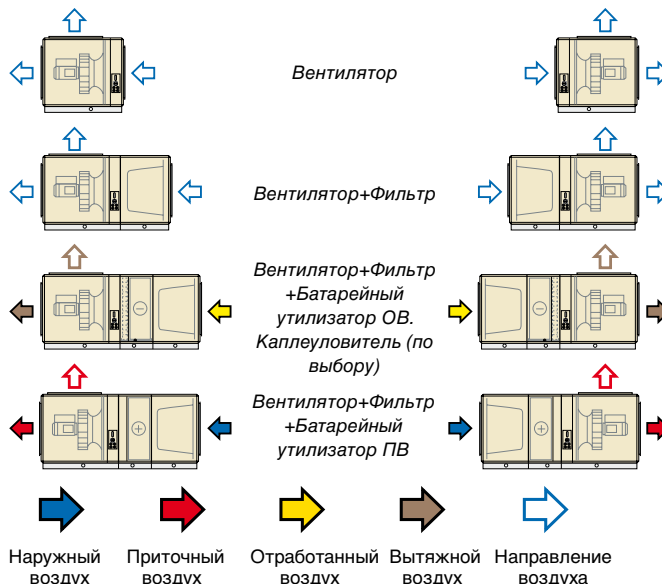 Вентилятор
Вентилятор+Фильтр
Вентилятор+Фильтр
+Батарейный
утилизатор ОВ.
Каплеуловитель (по
выбору)
Вентилятор+Фильтр
+Батарейный
утилизатор ПВ
Наружный воздух
Приточный воздух
Отработанный воздух
Вытяжной воздух
Направление воздуха